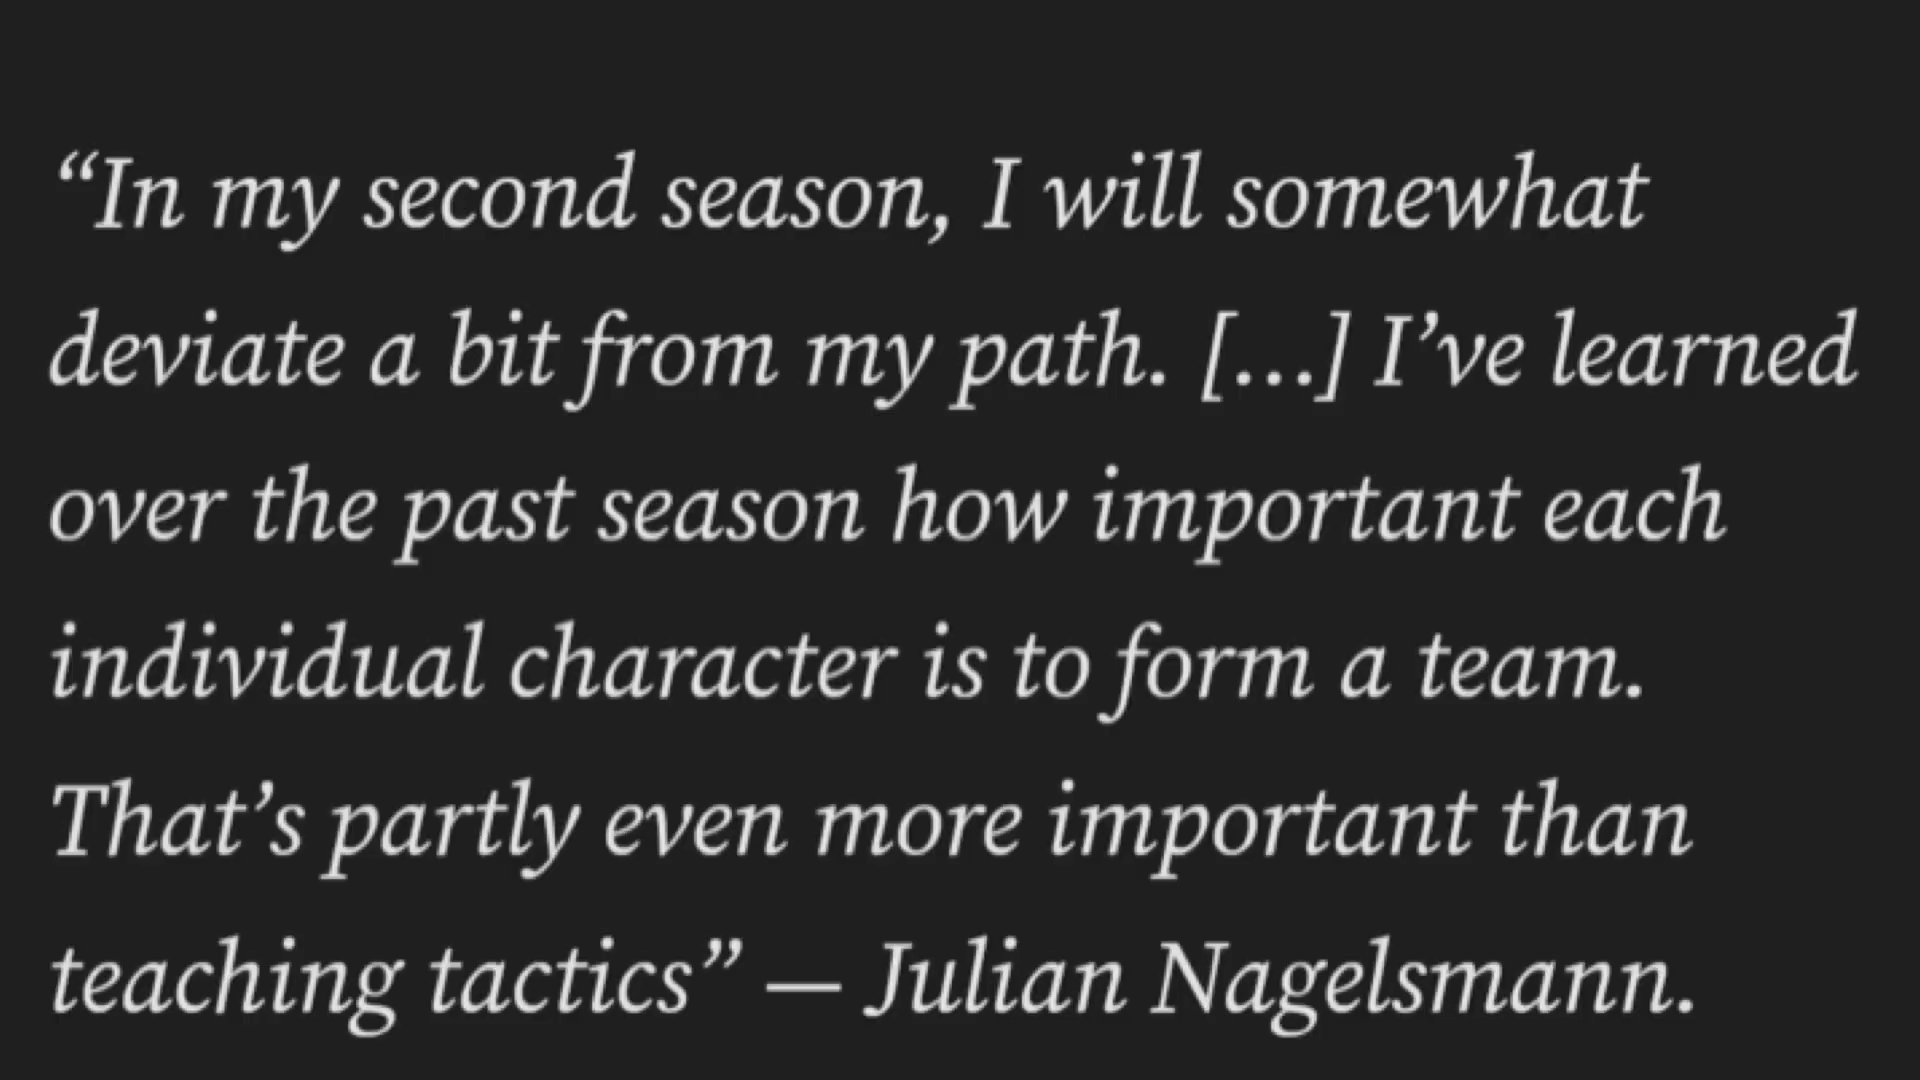 “In my second season, I will somewhat
deviate a bit from my path. […] I’ve learned
over the past season how important each
individual character is to form a team.
That’s partly even more important than
teaching tactics” — Julian Nagelsmann.